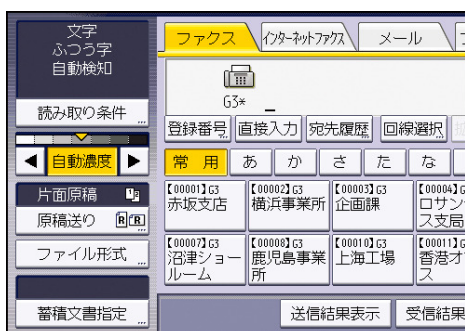 文字
ふつう字
自動検知
読み取り条件
自動濃度
片面原稿
原稿送り
ファイル形式
蓄積文書指定
ファクス
インターネットファクス
メール
G3*
登録番号
直接入力
宛先履歴
回線選択
常用
あ
か
さ
た
な
【00001】G3
赤坂支店
【00002】G3
横浜事業所
【00003】G3
企画課
【00004】G
ロサン
ス支局
【00007】G3
沼津ショー
ルーム
【00008】G3
鹿児島事業
所
【00010】G3
上海工場
【00011】G
香港オ
ス
送信結果表示
受信結果